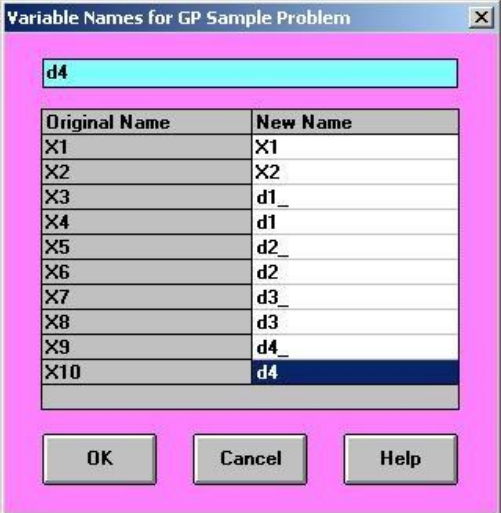 Variable Names for GP Sample Problem
d4
Original Name New Name
X1 X1
X2 X2
X3 d1_
X4 d1
X5 d2_
X6 d2
X7 d3_
X8 d3
X9 d4_
X10 d4
OK Cancel Help